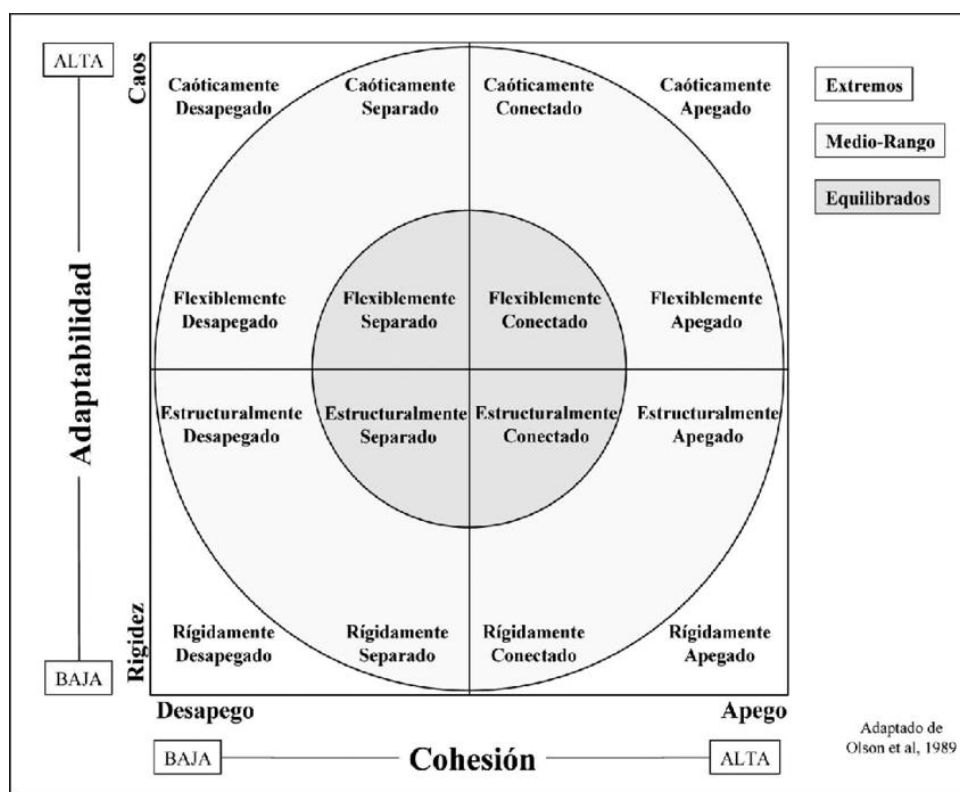 ALTA
Caos
Caóticamente
Desapegado
Caóticamente
Separado
Caóticamente
Conectado
Caóticamente
Apegado
Extremos
Medio-Rango
Equilibrados
Adaptabilidad
Flexiblemente
Desapegado
Flexiblemente
Separado
Flexiblemente
Conectado
Flexiblemente
Apegado
Estructuralmente
Desapegado
Estructuralmente
Separado
Estructuralmente
Conectado
Estructuralmente
Apegado
Rigidez
Rígidamente
Desapegado
Rígidamente
Separado
Rígidamente
Conectado
Rígidamente
Apegado
BAJA
Desapego
Apego
BAJA
Cohesión
ALTA
Adaptado de
Olson et al, 1989